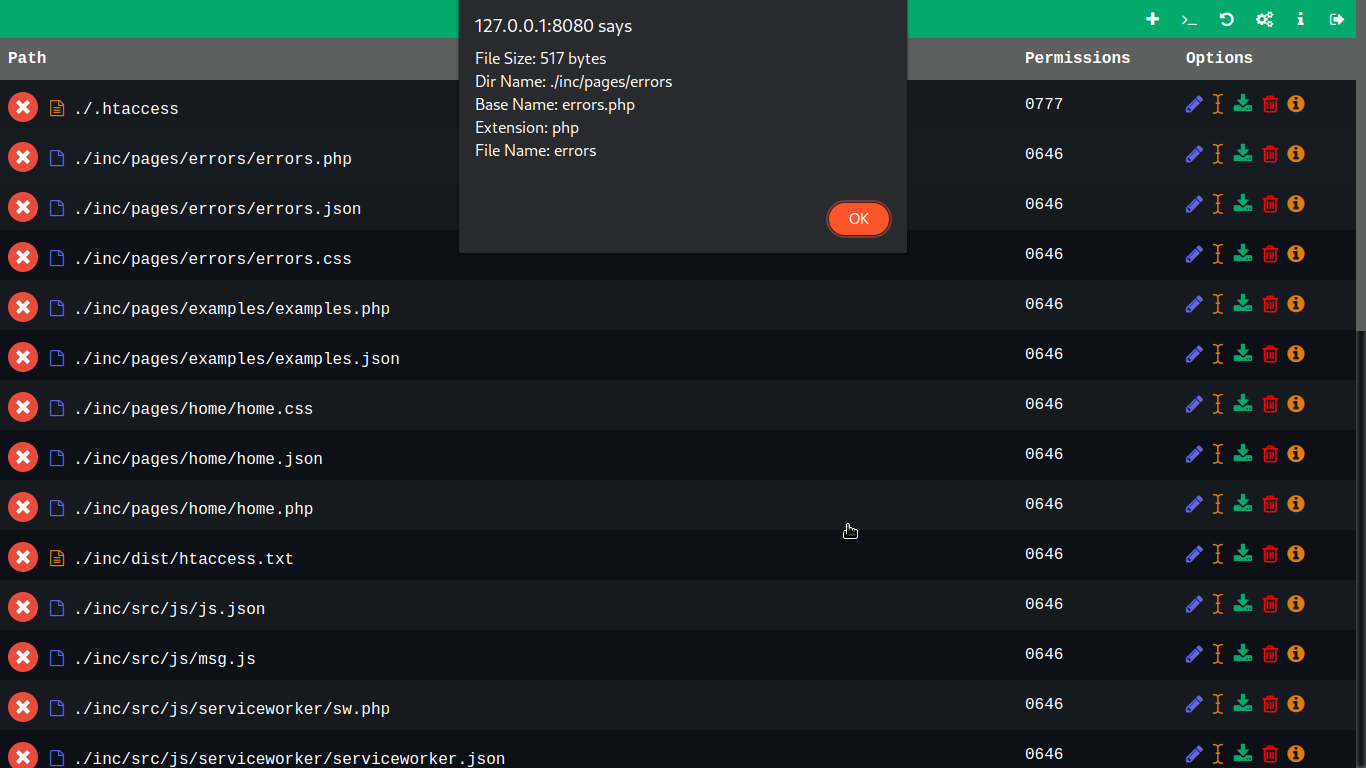 127.0.0.1:8080 says
File Size: 517 bytes
Dir Name: ./inc/pages/errors
Base Name: errors.php
Extension: php
File Name: errors
OK
Path Permissions Options
./.htaccess 0777
./inc/pages/errors/errors.php 0646
./inc/pages/errors/errors.json 0646
./inc/pages/errors/errors.css 0646
./inc/pages/examples/examples.php 0646
./inc/pages/examples/examples.json 0646
./inc/pages/home/home.css 0646
./inc/pages/home/home.json 0646
./inc/pages/home/home.php 0646
./inc/dist/htaccess.txt 0646
./inc/src/js/js.json 0646
./inc/src/js/msg.js 0646
./inc/src/js/serviceworker/sw.php 0646
./inc/src/js/serviceworker/serviceworker.json 0646